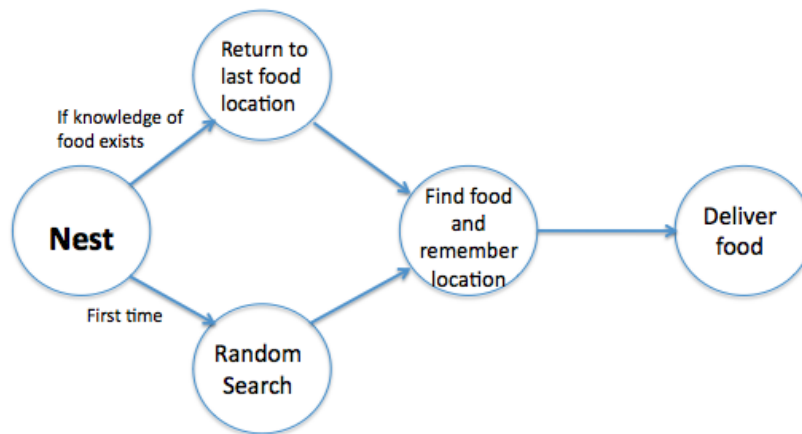 Return to
last food
location
If knowledge of
food exists
Nest
First time
Random
Search
Find food
and
remember
location
Deliver
food